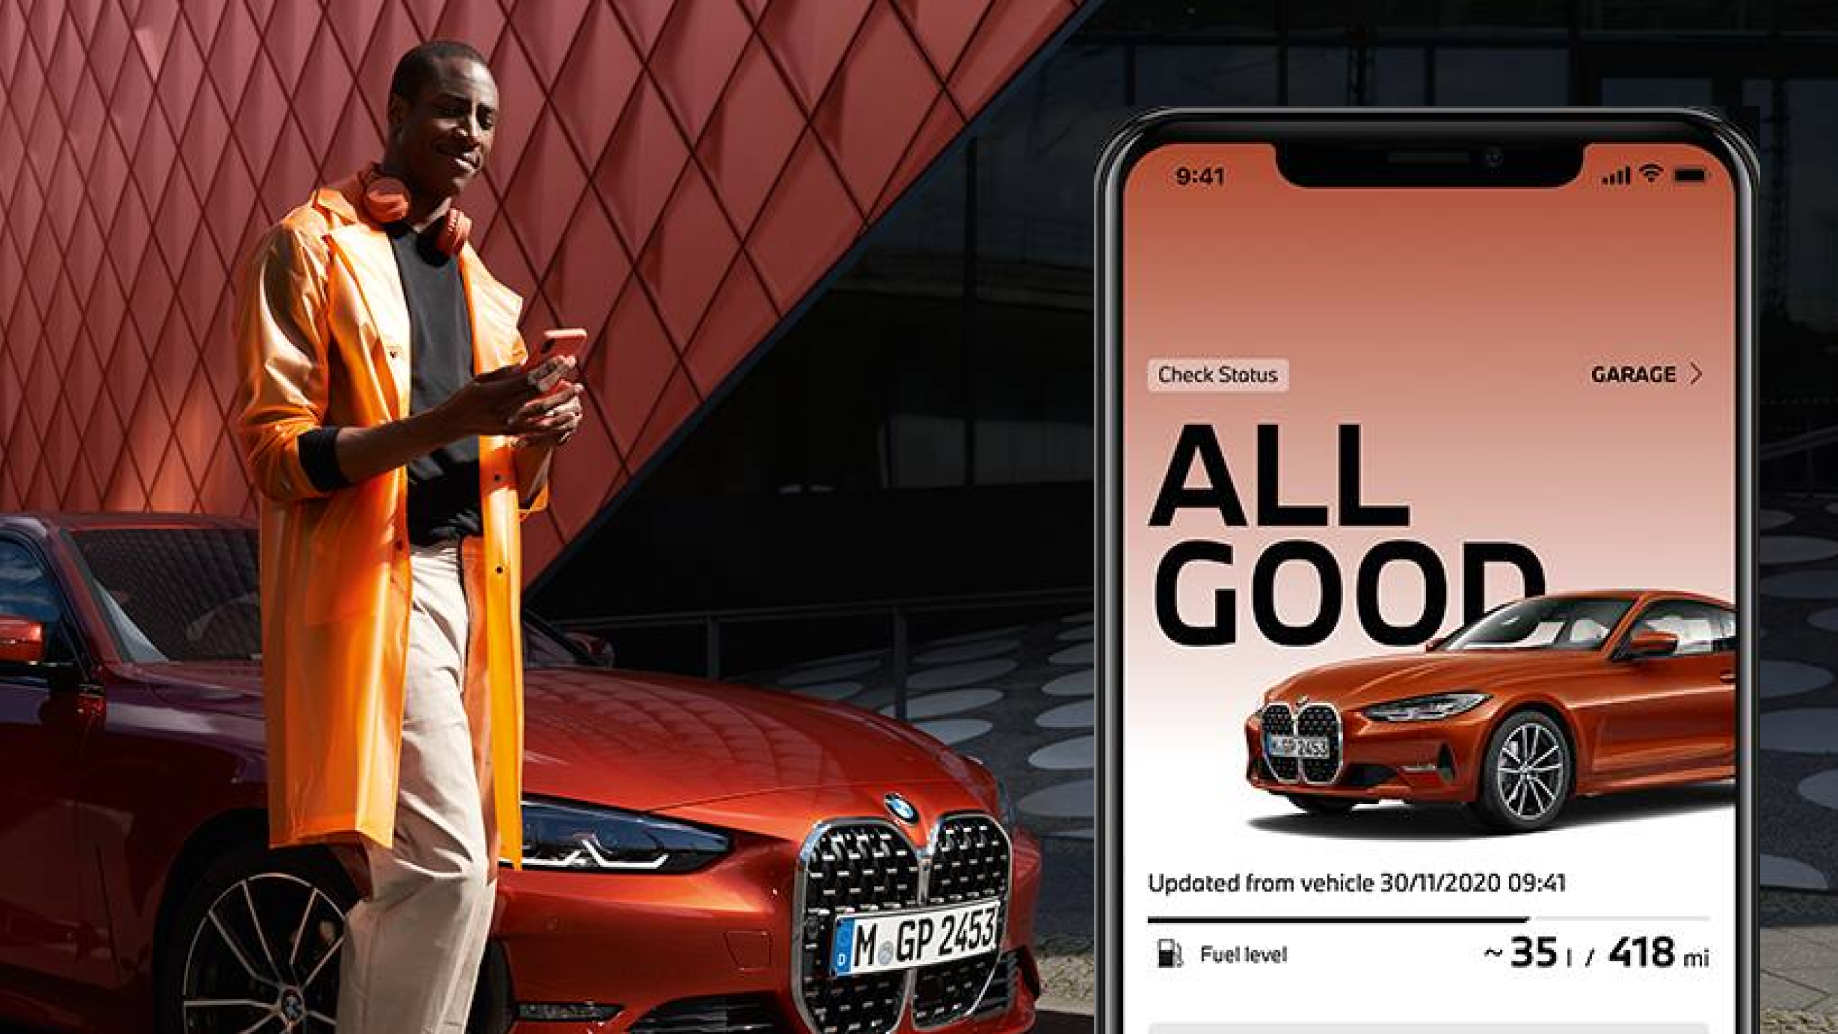 9:41
Check Status
GARAGE
ALL
GOOD
M GP 2453
Updated from vehicle 30/11/2020 09:41
Fuel level
~ 35 l / 418 mi
D M GP 2453